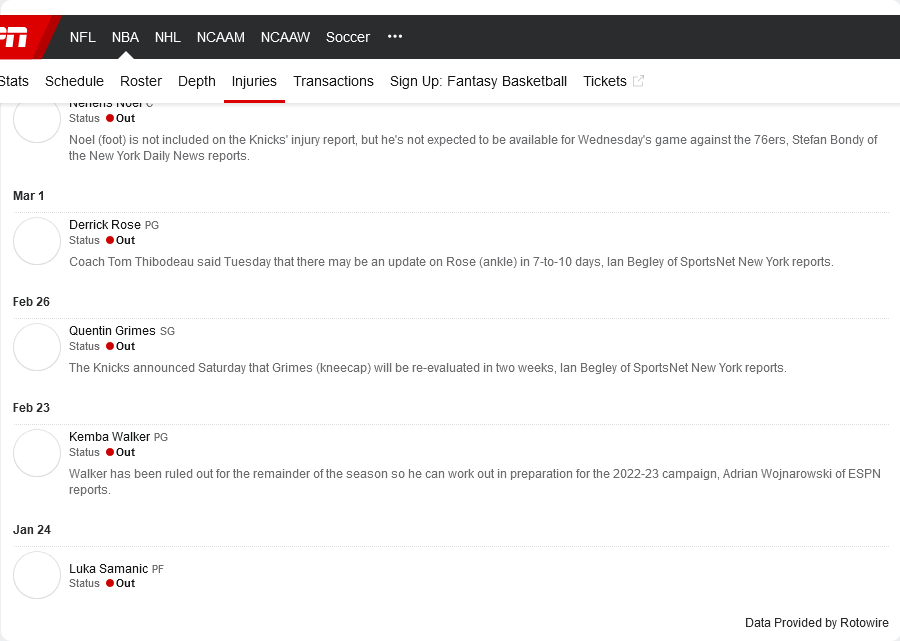 NFL NBA NHL NCAAM NCAAW Soccer •••
Stats Schedule Roster Depth Injuries Transactions Sign Up: Fantasy Basketball Tickets
Nerlens Noel C
Status Out
Noel (foot) is not included on the Knicks' injury report, but he's not expected to be available for Wednesday's game against the 76ers, Stefan Bondy of
the New York Daily News reports.
Mar 1
Derrick Rose PG
Status Out
Coach Tom Thibodeau said Tuesday that there may be an update on Rose (ankle) in 7-to-10 days, Ian Begley of SportsNet New York reports.
Feb 26
Quentin Grimes SG
Status Out
The Knicks announced Saturday that Grimes (kneecap) will be re-evaluated in two weeks, Ian Begley of SportsNet New York reports.
Feb 23
Kemba Walker PG
Status Out
Walker has been ruled out for the remainder of the season so he can work out in preparation for the 2022-23 campaign, Adrian Wojnarowski of ESPN
reports.
Jan 24
Luka Samanic PF
Status Out
Data Provided by Rotowire